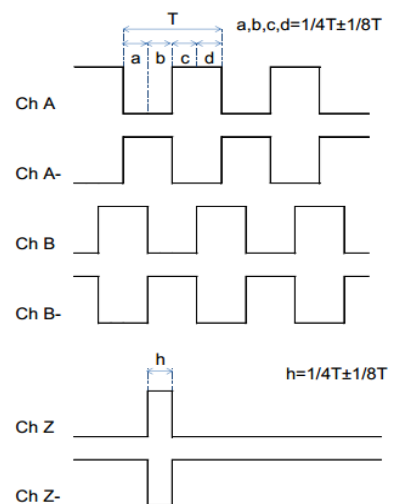 T
a,b,c,d=1/4T±1/8T
a b c d
Ch A
Ch A-
Ch B
Ch B-
h
h=1/4T±1/8T
Ch Z
Ch Z-